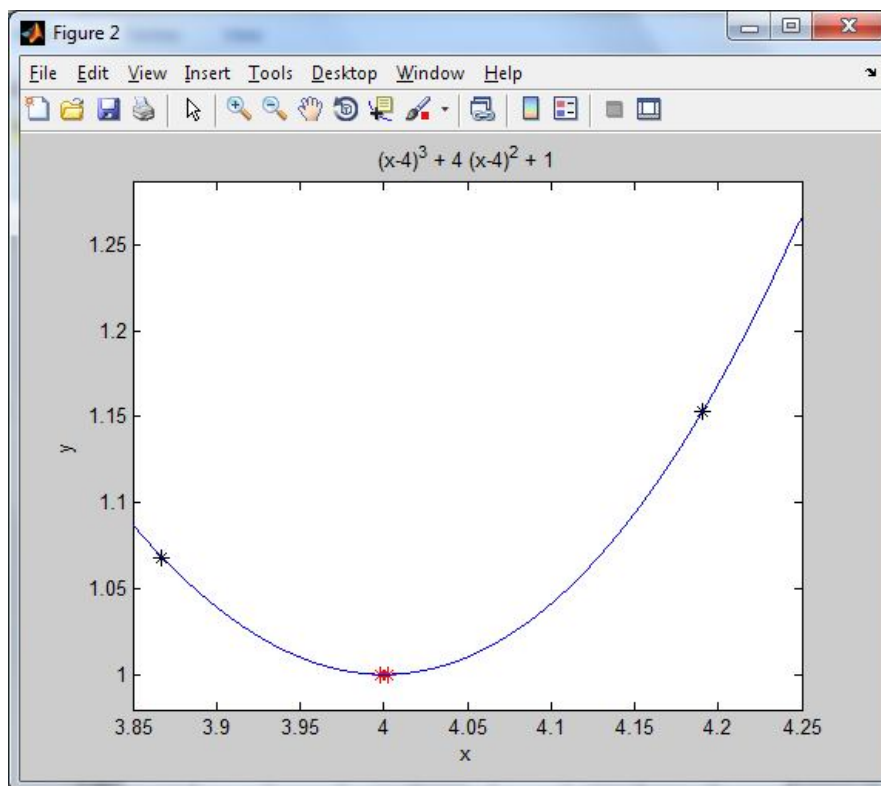 Figure 2
File Edit View Insert Tools Desktop Window Help
(x-4)³ + 4 (x-4)² + 1
1.25
1.2
1.15
1.1
1.05
1
y
3.85 3.9 3.95 4 4.05 4.1 4.15 4.2 4.25
x